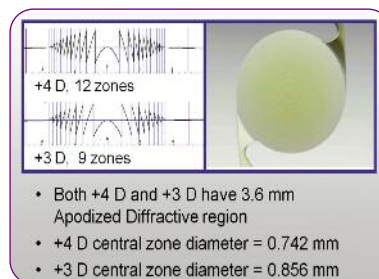 +4 D, 12 zones
+3 D, 9 zones
• Both +4 D and +3 D have 3.6 mm
Apodized Diffractive region
• +4 D central zone diameter = 0.742 mm
• +3 D central zone diameter = 0.856 mm